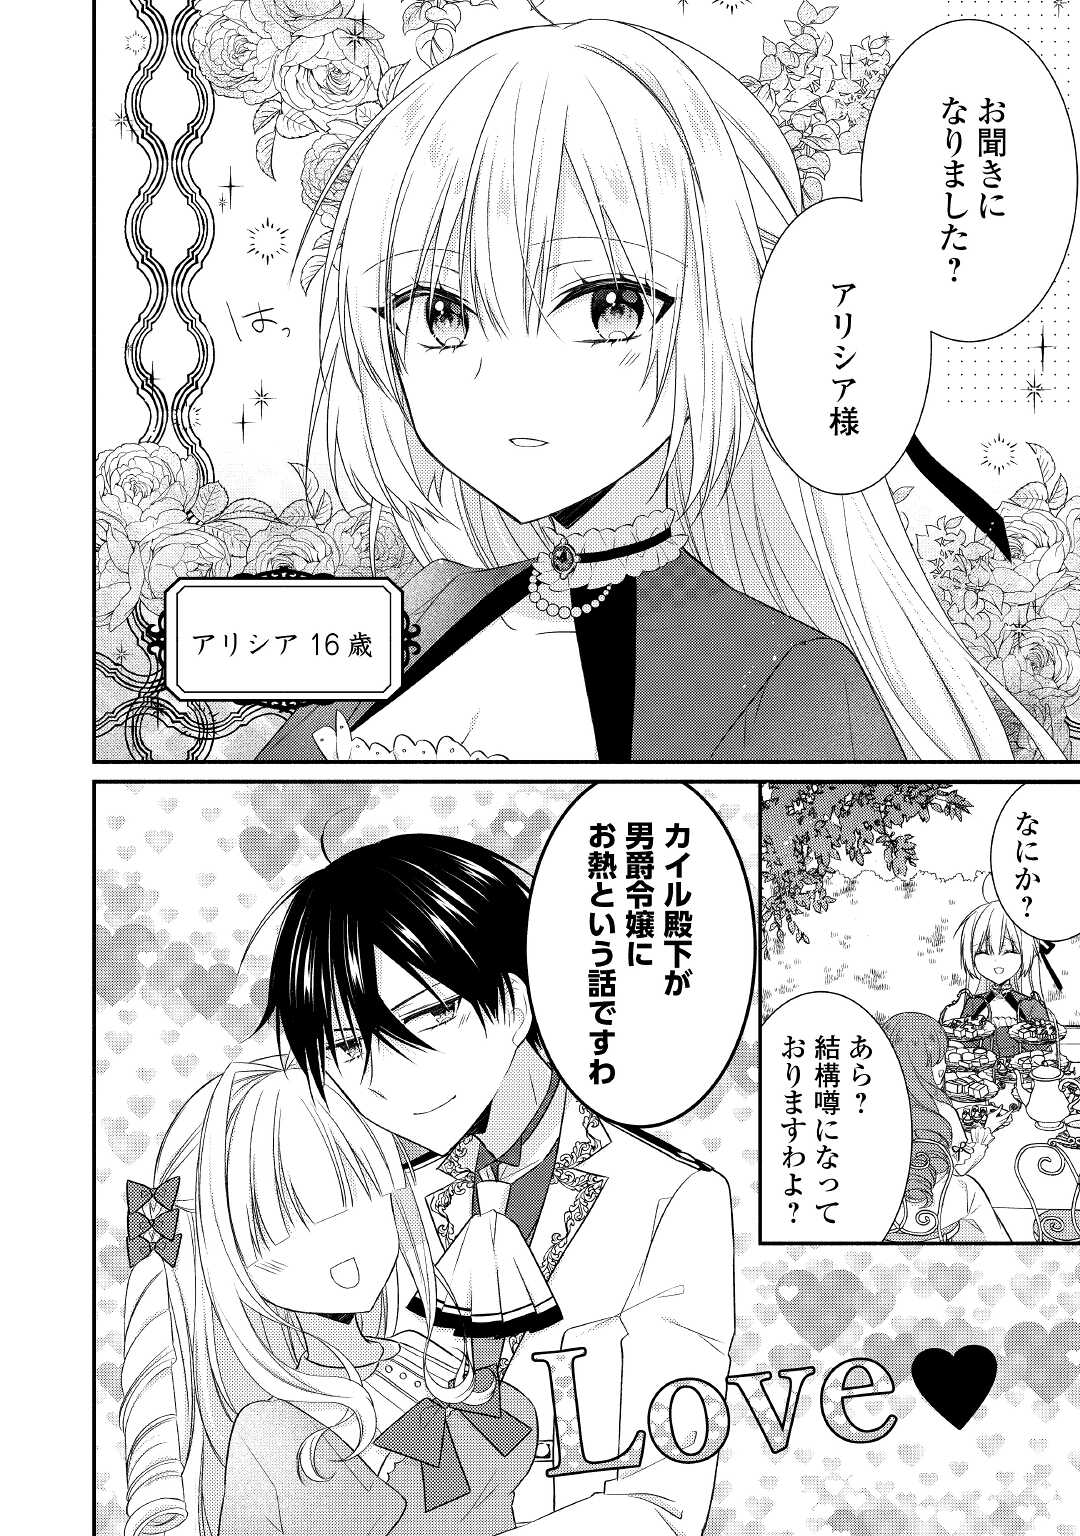 お聞きに
なりました?
アリシア様
はっ
アリシア 16歳
なにか?
あら?
結構噂になって
おりますわよ?
カイル殿下が
男爵令嬢に
お熱という話ですわ
Love♥